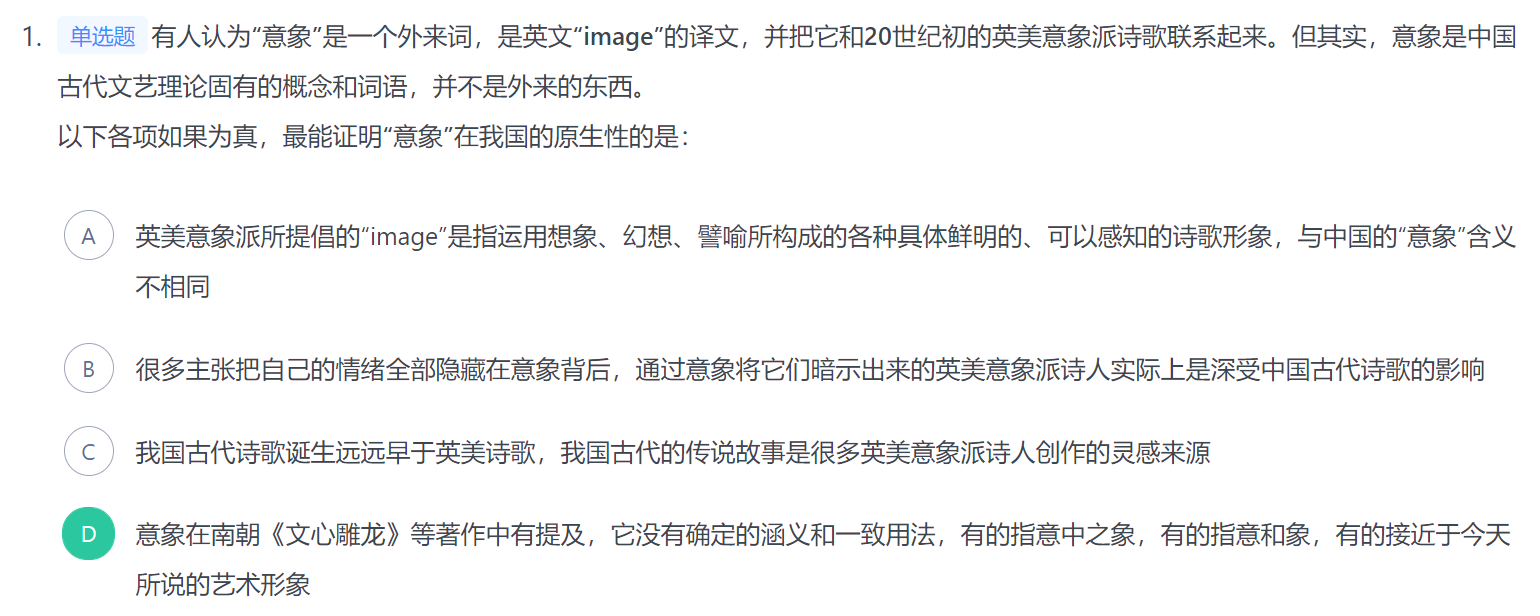 1. 单选题 有人认为“意象”是一个外来词，是英文“image”的译文，并把它和20世纪初的英美意象派诗歌联系起来。但其实，意象是中国
古代文艺理论固有的概念和词语，并不是外来的东西。
以下各项如果为真，最能证明“意象”在我国的原生性的是：
A 英美意象派所提倡的“image”是指运用想象、幻想、譬喻所构成的各种具体鲜明的、可以感知的诗歌形象，与中国的“意象”含义
不相同
B 很多主张把自己的情绪全部隐藏在意象背后，通过意象将它们暗示出来的英美意象派诗人实际上是深受中国古代诗歌的影响
C 我国古代诗歌诞生远远早于英美诗歌，我国古代的传说故事是很多英美意象派诗人创作的灵感来源
D 意象在南朝《文心雕龙》等著作中有提及，它没有确定的涵义和一致用法，有的指意中之象，有的指意和象，有的接近于今天
所说的艺术形象